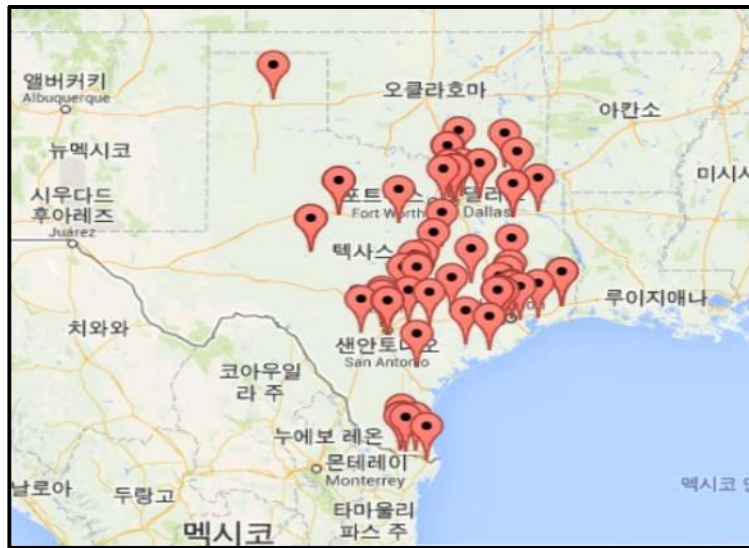 앨버커키
Albuquerque
오클라호마
아칸소
뉴멕시코
미시시
시우다드
후아레즈
Juárez
Fort Worth
Dallas
텍사스
루이지애나
치와와
San Antonio
코아우일
라 주
누에보 레온
몬테레이
Monterrey
날로아
두랑고
타마울리
파스 주
멕시코
멕시코